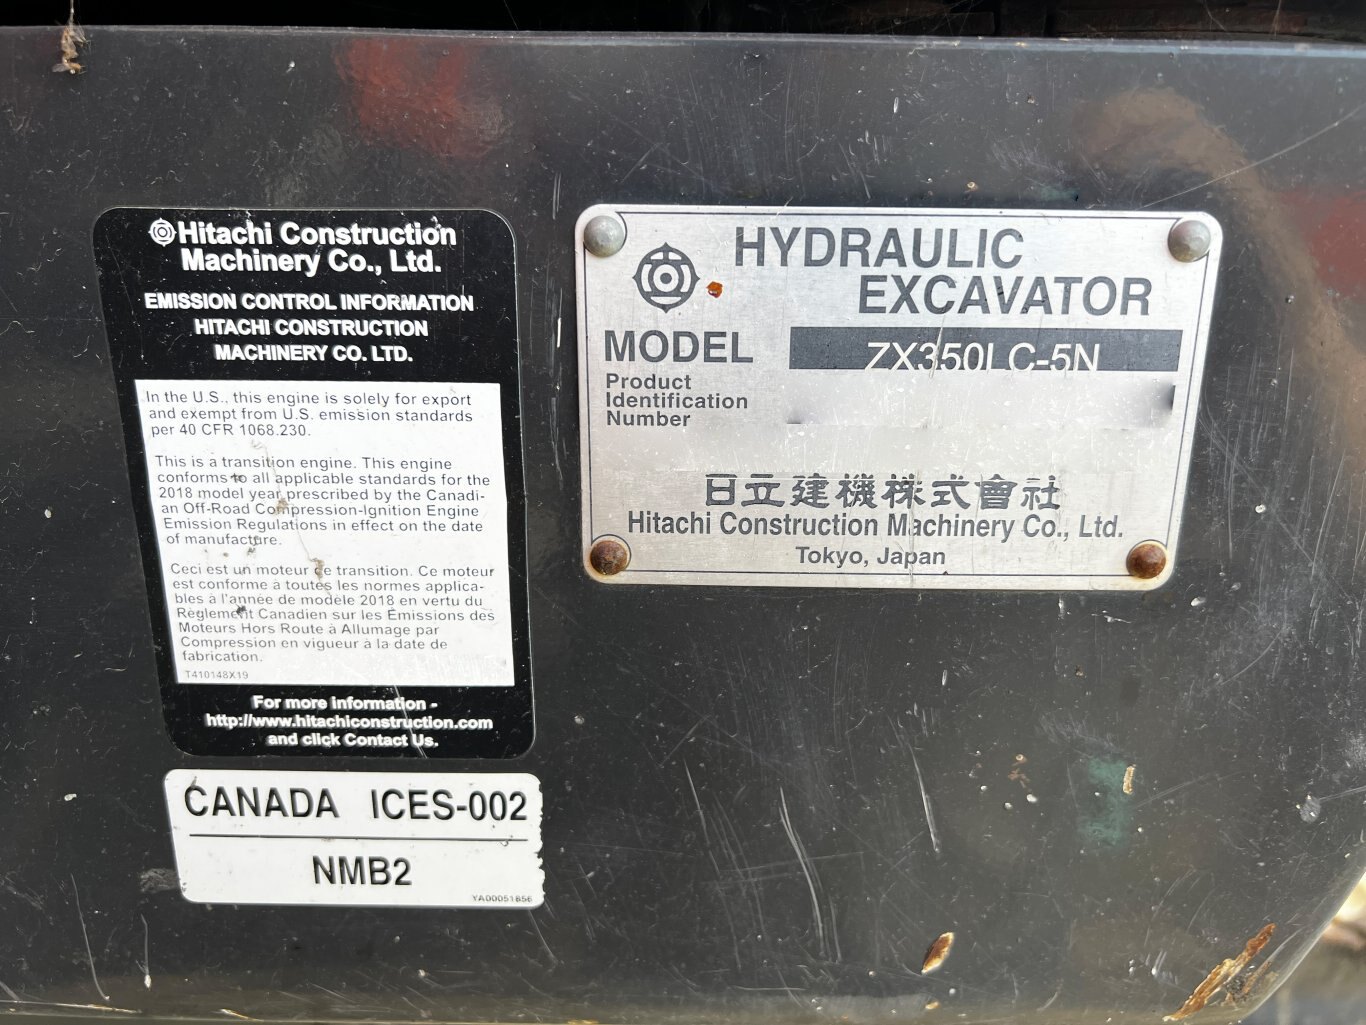 Hitachi Construction
Machinery Co., Ltd.
EMISSION CONTROL INFORMATION
HITACHI CONSTRUCTION
MACHINERY CO. LTD.
In the U.S., this engine is solely for export
and exempt from U.S. emission standards
per 40 CFR 1068.230.
This is a transition engine. This engine
conforms to all applicable standards for the
2018 model year prescribed by the Canadi-
an Off-Road Compression-Ignition Engine
Emission Regulations in effect on the date
of manufacture.
Ceci est un moteur de transition. Ce moteur
est conforme à toutes les normes applica-
bles à l'année de modèle 2018 en vertu du
Règlement Canadien sur les Émissions des
Moteurs Hors Route à Allumage par
Compression en vigueur à la date de
fabrication.
T410148X19
For more information -
http://www.hitachiconstruction.com
and click Contact Us.
CANADA ICES-002
NMB2
YA00051856
HYDRAULIC
EXCAVATOR
MODEL ZX350LC-5N
Product
Identification
Number
日立建機株式會社
Hitachi Construction Machinery Co., Ltd.
Tokyo, Japan